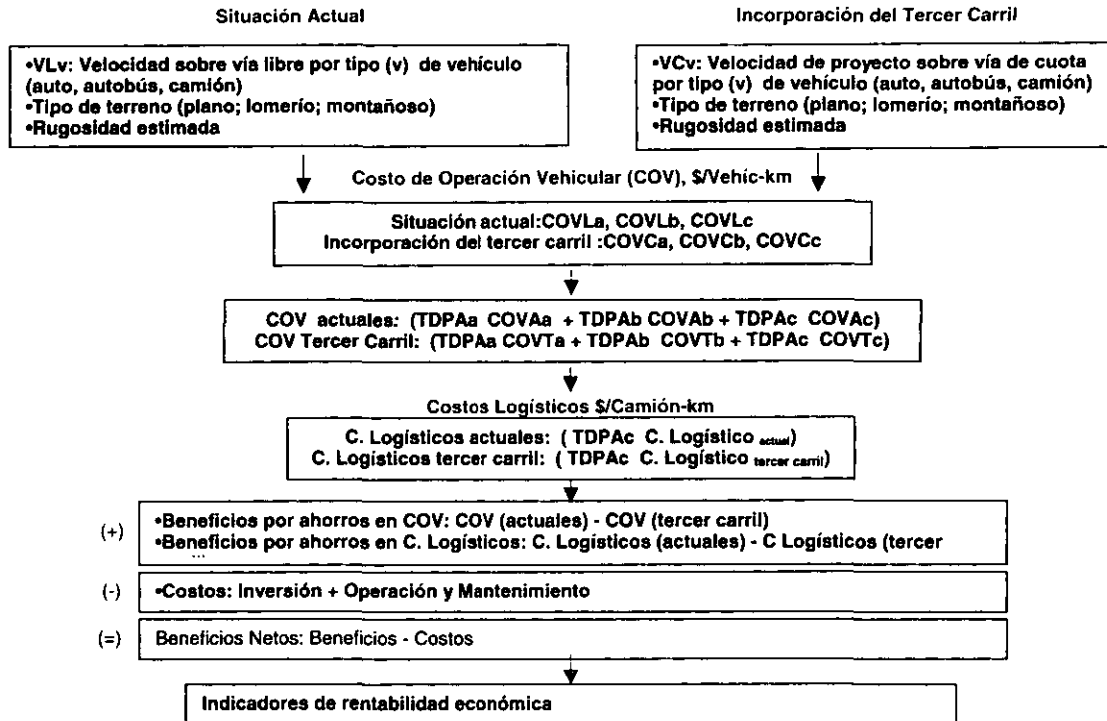 Situación Actual
Incorporación del Tercer Carril
•VLv: Velocidad sobre vía libre por tipo (v) de vehículo
(auto, autobús, camión)
•Tipo de terreno (plano; lomerío; montañoso)
•Rugosidad estimada
•VCv: Velocidad de proyecto sobre vía de cuota
por tipo (v) de vehículo (auto, autobús, camión)
•Tipo de terreno (plano; lomerío; montañoso)
•Rugosidad estimada
Costo de Operación Vehicular (COV), $/Vehíc-km
Situación actual:COVLa, COVLb, COVLc
Incorporación del tercer carril :COVCa, COVCb, COVCc
COV actuales: (TDPAa COVAa + TDPAb COVAb + TDPAc COVAc)
COV Tercer Carril: (TDPAa COVTa + TDPAb COVTb + TDPAc COVTc)
Costos Logísticos $/Camión-km
C. Logísticos actuales: ( TDPAc C. Logístico actual)
C. Logísticos tercer carril: ( TDPAc C. Logístico tercer carril)
(+)
•Beneficios por ahorros en COV: COV (actuales) - COV (tercer carril)
•Beneficios por ahorros en C. Logísticos: C. Logísticos (actuales) - C Logísticos (tercer
(-)
•Costos: Inversión + Operación y Mantenimiento
(=)
Beneficios Netos: Beneficios - Costos
Indicadores de rentabilidad económica